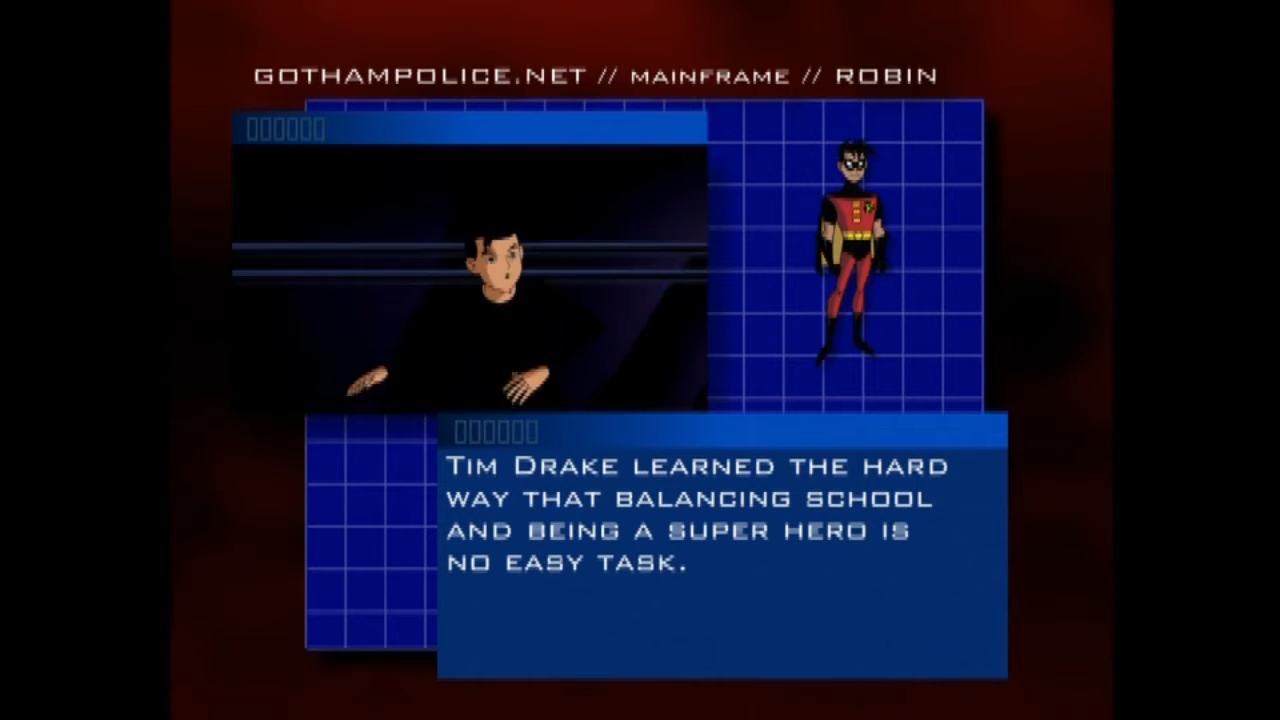 GOTHAMPOLICE.NET // MAINFRAME // ROBIN
TIM DRAKE LEARNED THE HARD
WAY THAT BALANCING SCHOOL
AND BEING A SUPER HERO IS
NO EASY TASK.